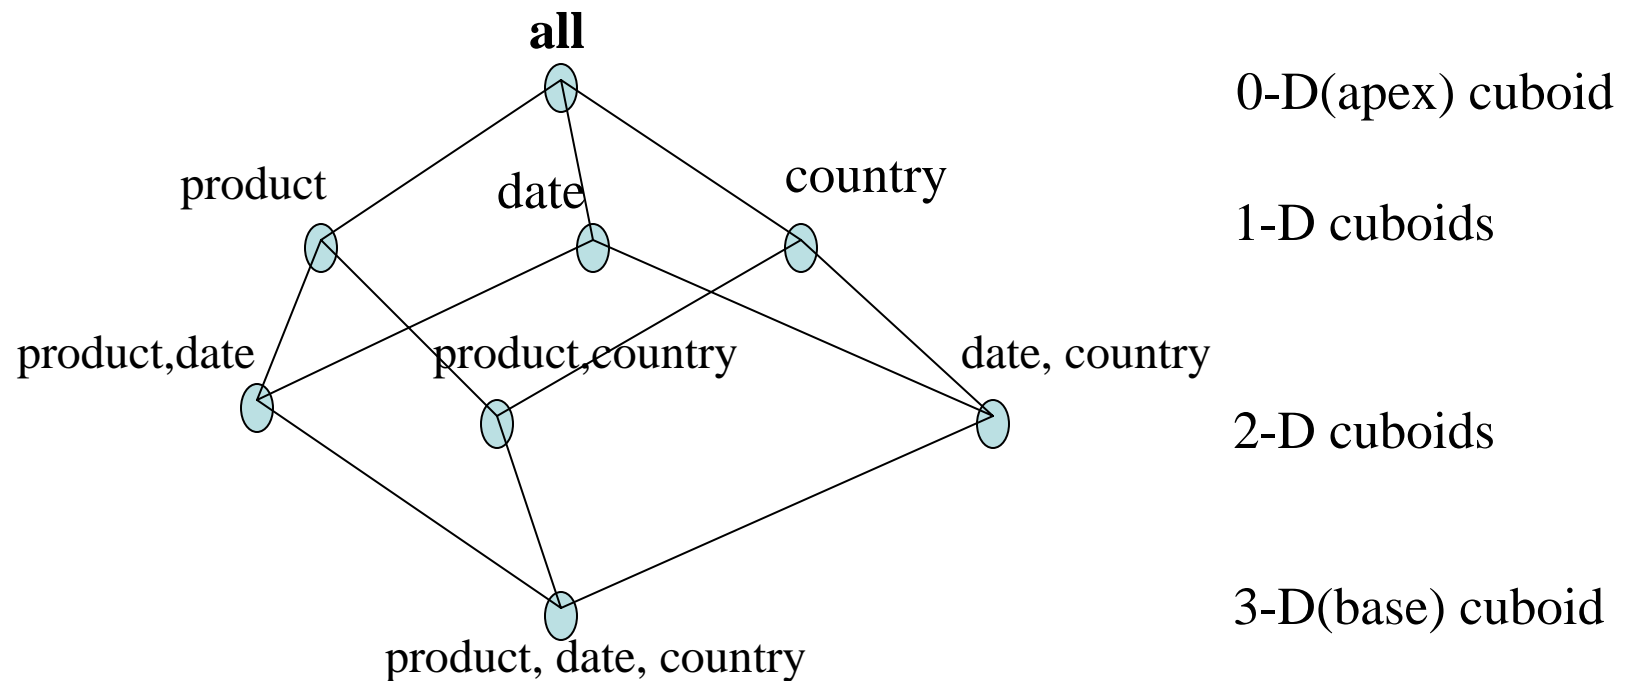 all
0-D(apex) cuboid
product
date
country
1-D cuboids
product,date
product,country
date, country
2-D cuboids
3-D(base) cuboid
product, date, country